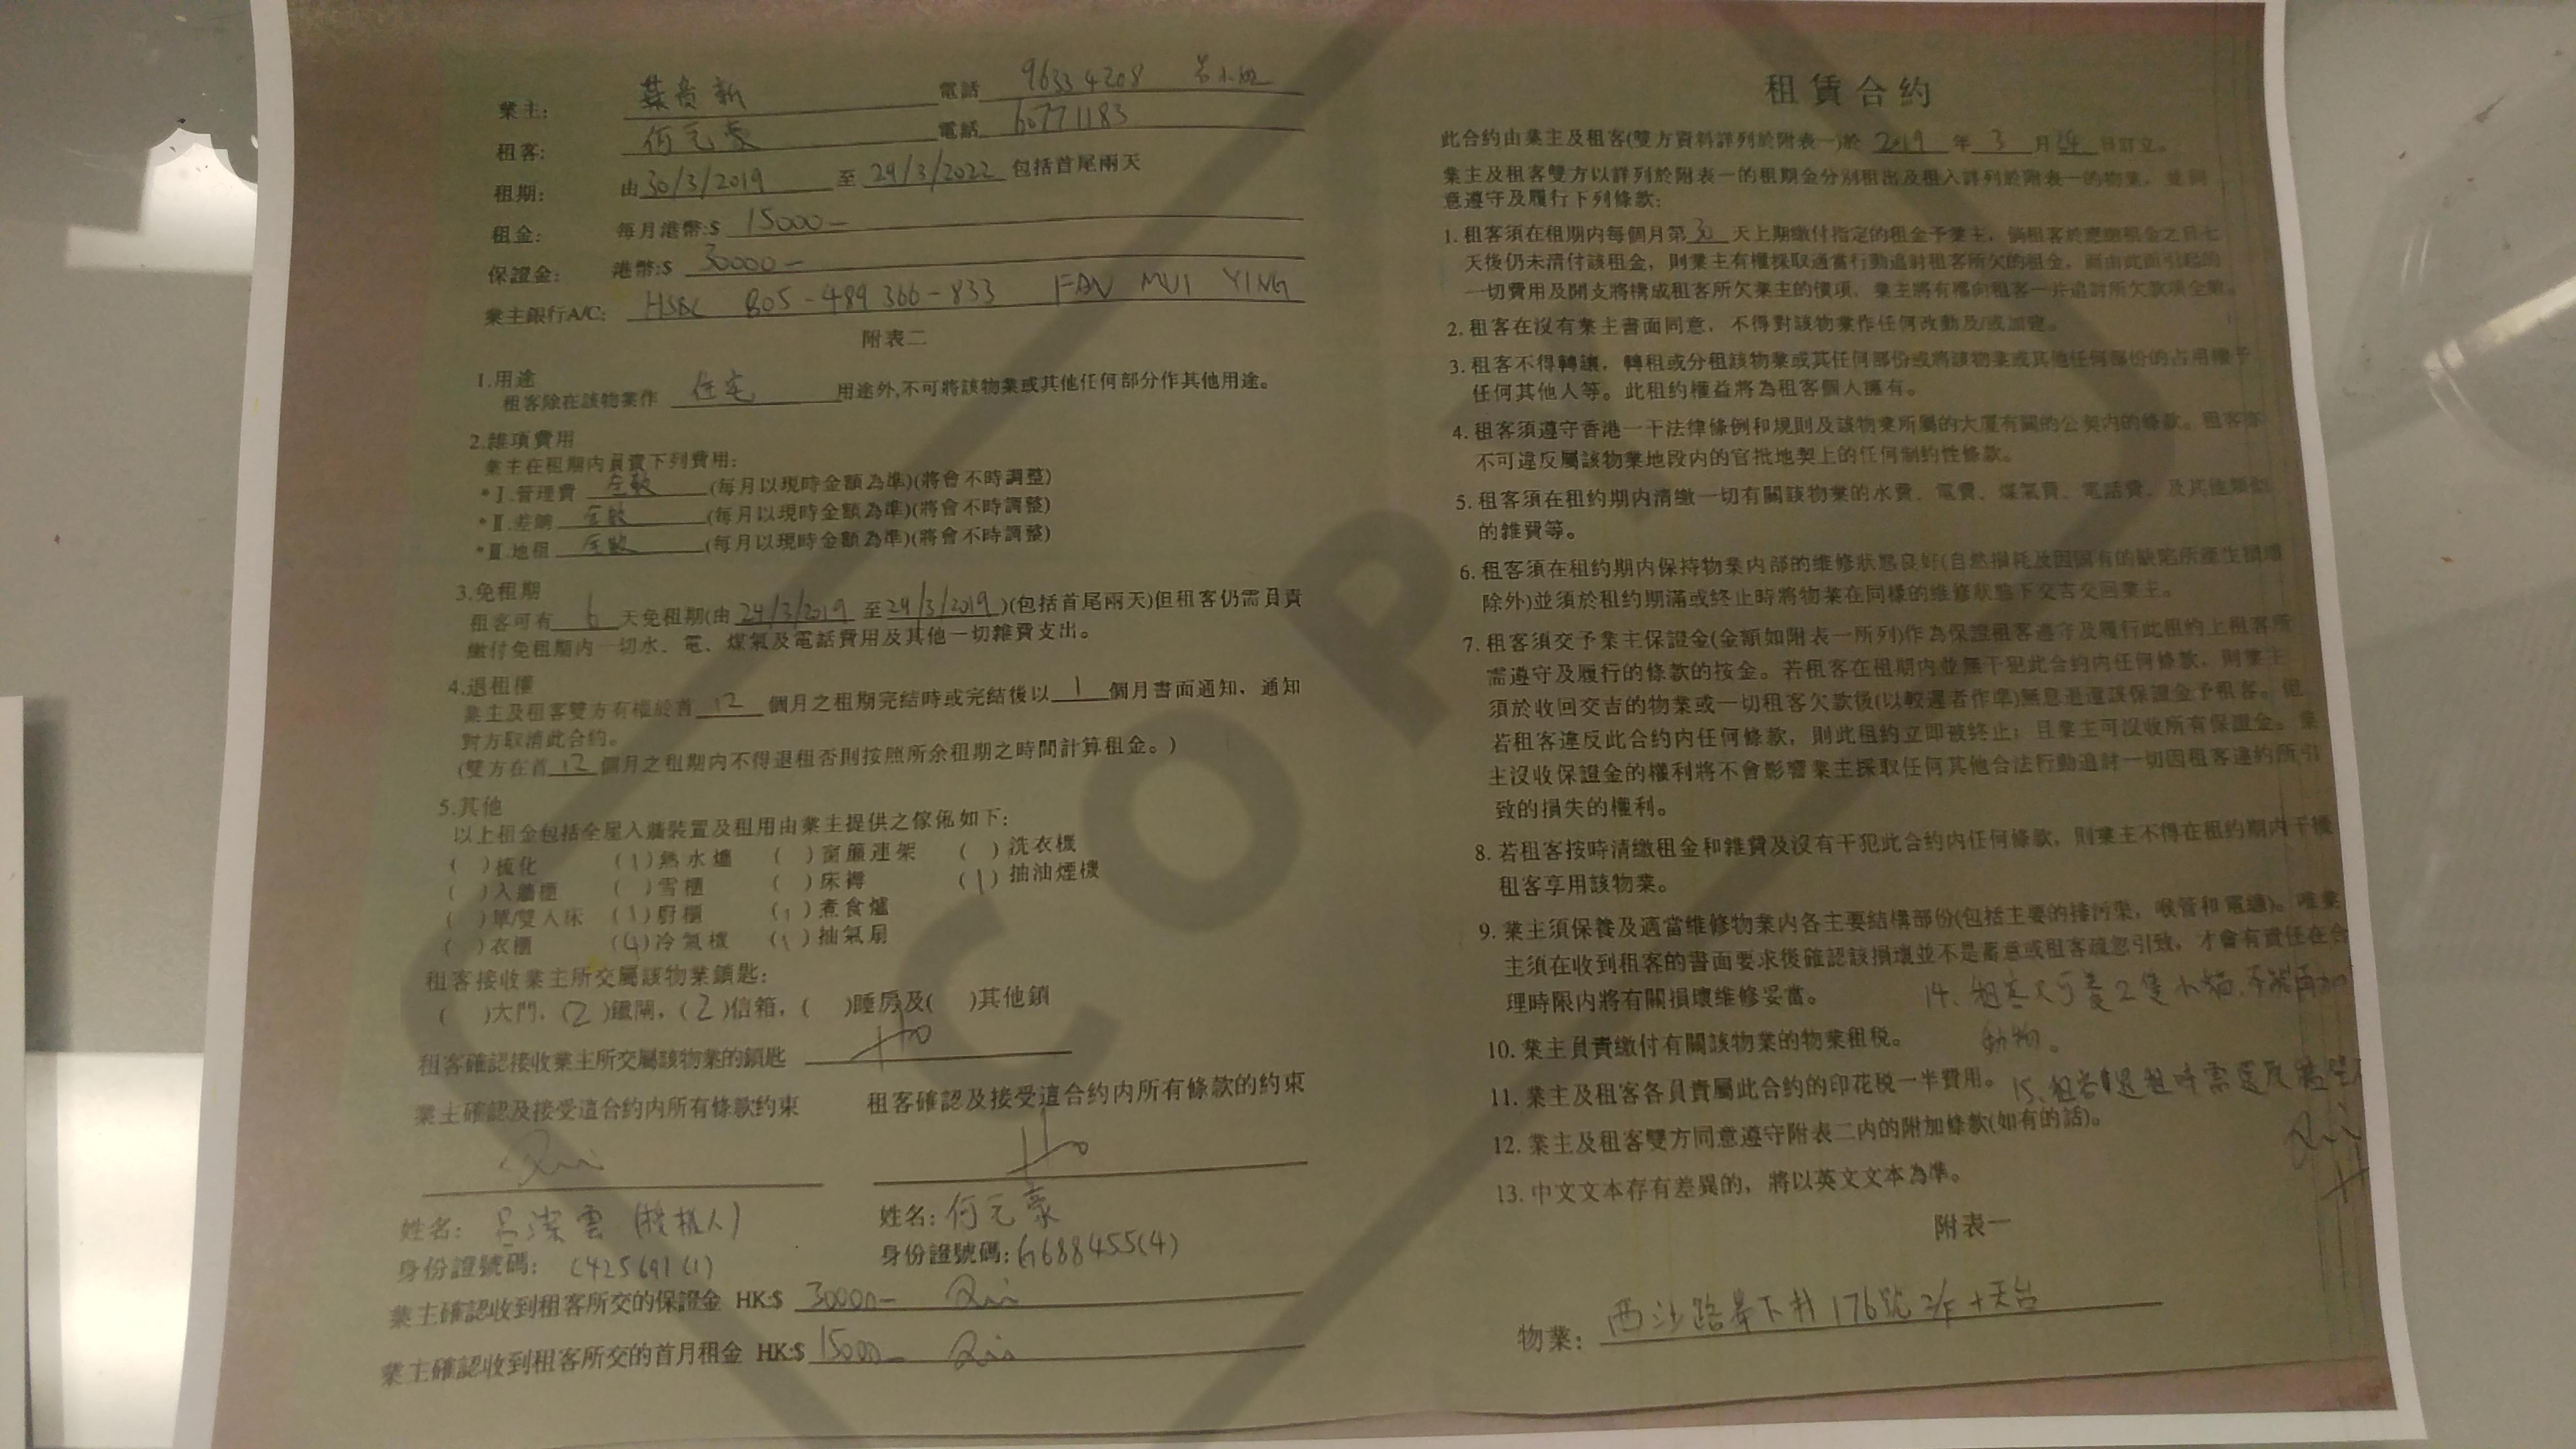 業主: 電話 96334208 呂小姐
租客: 何元豪 電話 60771183
租期: 由30/3/2019 至 29/3/2022 包括首尾兩天
租金: 每月港幣:$ 15000-
保證金: 港幣:$ 30000-
業主銀行A/C: HSBC 805-489366-833 FAN MUI YING
附表二
1.用途
租客除在該物業作 住宅 用途外,不可將該物業或其他任何部分作其他用途。
2.雜項費用
業主在租期內負責下列費用:
*I.管理費 全數 (每月以現時金額為準)(將會不時調整)
*II.差餉 全數 (每月以現時金額為準)(將會不時調整)
*III.地租 全數 (每月以現時金額為準)(將會不時調整)
3.免租期
租客可有 6 天免租期(由 24/3/2019 至29/3/2019)(包括首尾兩天)但租客仍需負責
繳付免租期內一切水、電、煤氣及電話費用及其他一切雜費支出。
4.退租權
業主及租客雙方有權於首 12 個月之租期完結時或完結後以 1 個月書面通知,通知
對方取消此合約。
(雙方在首 12 個月之租期內不得退租否則按照所余租期之時間計算租金。)
5.其他
以上租金包括全屋入牆裝置及租用由業主提供之傢俬如下:
( )梳化 (1)熱水爐 ( )窗簾連架 ( )洗衣機
( )入牆櫃 ( )雪櫃 ( )床褥 (1)抽油煙機
( )單/雙人床 (1)廚櫃 (1)煮食爐
( )衣櫃 (4)冷氣機 (1)抽氣扇
租客接收業主所交屬該物業鎖匙:
( )大門, (2)鐵閘, (2)信箱, ( )睡房及( )其他鎖
租客確認接收業主所交屬該物業的鎖匙 Ho
業主確認及接受這合約內所有條款約束 租客確認及接受這合約內所有條款的約束
Ho
姓名: 呂潔雲 (授權人) 姓名: 何元豪
身份證號碼: C425691(1) 身份證號碼: G688455(4)
業主確認收到租客所交的保證金 HK$ 30000-
業主確認收到租客所交的首月租金 HK$ 15000-
租賃合約
此合約由業主及租客(雙方資料詳列於附表一)於 2019 年 3 月 24 日訂立。
業主及租客雙方以詳列於附表一的租期金分別租出及租入詳列於附表一的物業,並同
意遵守及履行下列條款:
1. 租客須在租期內每個月第 30 天上期繳付指定的租金予業主,倘租客於應繳租金之日七
天後仍未清付該租金,則業主有權採取適當行動追討租客所欠的租金,而由此而引起的
一切費用及開支將構成租客所欠業主的債項,業主將有權向租客一并追討所欠款項全數。
2. 租客在沒有業主書面同意,不得對該物業作任何改動及/或加建。
3. 租客不得轉讓,轉租或分租該物業或其任何部份或將該物業或其他任何部份的占用權予
任何其他人等。此租約權益將為租客個人擁有。
4. 租客須遵守香港一干法律條例和規則及該物業所屬的大廈有關的公契內的條款。租客亦
不可違反屬該物業地段內的官批地契上的任何制約性條款。
5. 租客須在租約期內清繳一切有關該物業的水費、電費、煤氣費、電話費、及其他類似
的雜費等。
6. 租客須在租約期內保持物業內部的維修狀態良好(自然損耗及因固有的缺陷所產生損壞
除外)並須於租約期滿或終止時將物業在同樣的維修狀態下交吉交回業主。
7. 租客須交予業主保證金(金額如附表一所列)作為保證租客遵守及履行此租約上租客所
需遵守及履行的條款的按金。若租客在租期內並無干犯此合約內任何條款,則業主
須於收回交吉的物業或一切租客欠款後(以較遲者作準)無息退還該保證金予租客。但
若租客違反此合約內任何條款,則此租約立即被終止;且業主可沒收所有保證金。業
主沒收保證金的權利將不會影響業主採取任何其他合法行動追討一切因租客違約所引
致的損失的權利。
8. 若租客按時清繳租金和雜費及沒有干犯此合約內任何條款,則業主不得在租約期內干擾
租客享用該物業。
9. 業主須保養及適當維修物業內各主要結構部份(包括主要的排污渠,喉管和電纜)。唯業
主須在收到租客的書面要求後確認該損壞並不是蓄意或租客疏忽引致,才會有責任在合
理時限內將有關損壞維修妥當。
14. 租客只可養2隻小貓,不能再加
動物。
10. 業主負責繳付有關該物業的物業租稅。
11. 業主及租客各負責屬此合約的印花稅一半費用。
15. 租客退租時需要
12. 業主及租客雙方同意遵守附表二內的附加條款(如有的話)。
13. 中文文本存有差異的,將以英文文本為準。
附表一
物業: 西沙路 下村176號2/F+天台
COPY